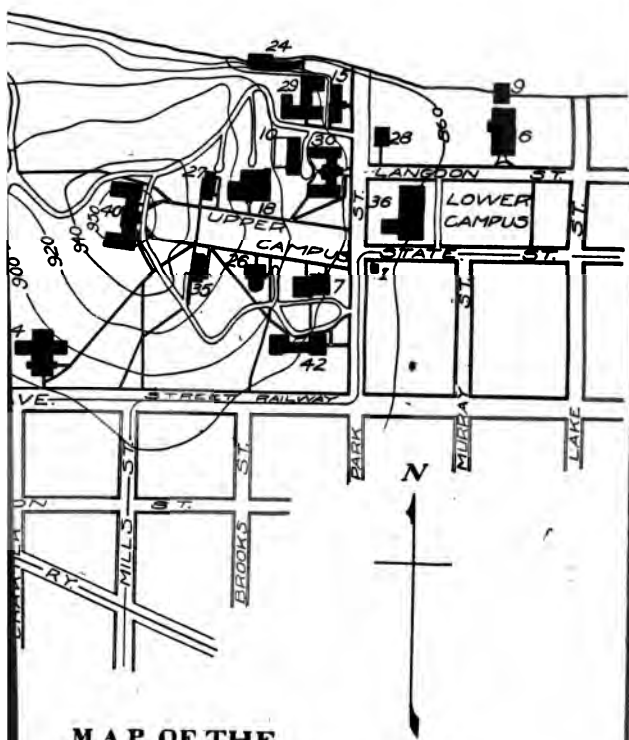 24
15
29
9
860
28
6
10
30
LANGDON ST.
27
18
36
LOWER
CAMPUS
ST.
40
UPPER
CAMPUS
ST.
STATE ST.
930
940
920
900
35
26
7
1
ST.
4
42
VE.
STREET RAILWAY
PARK
MURRAY
LAKE
ST.
ST.
N
ST.
MILLS
BROOKS
RY.
MAP OF THE